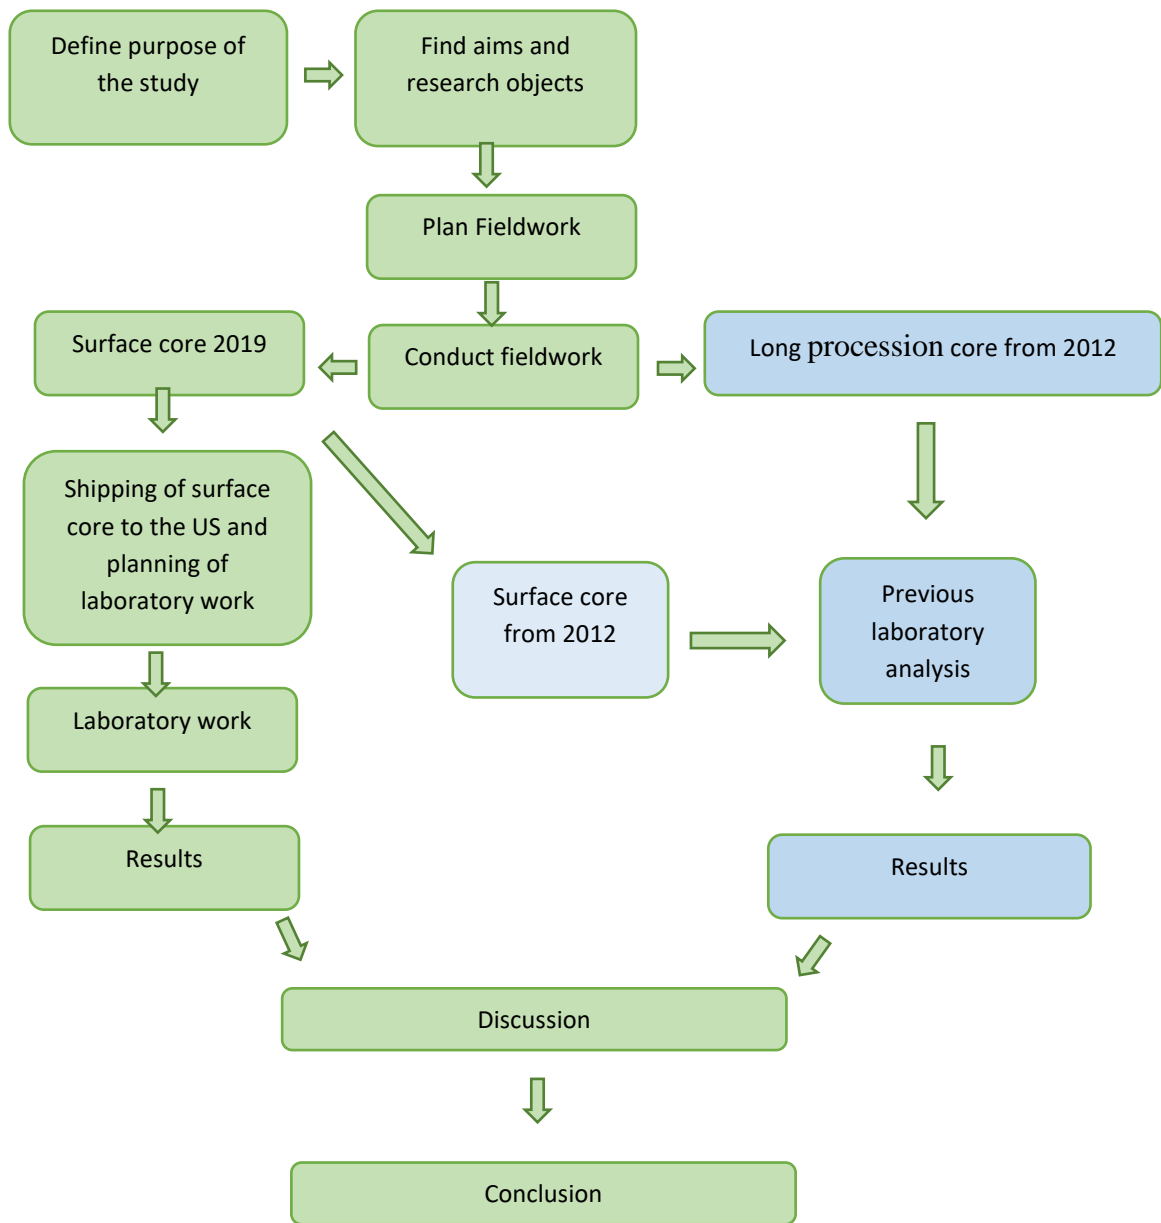 Define purpose of
the study
Find aims and
research objects
Plan Fieldwork
Surface core 2019
Conduct fieldwork
Long procession core from 2012
Shipping of surface
core to the US and
planning of
laboratory work
Surface core
from 2012
Previous
laboratory
analysis
Laboratory work
Results
Results
Discussion
Conclusion